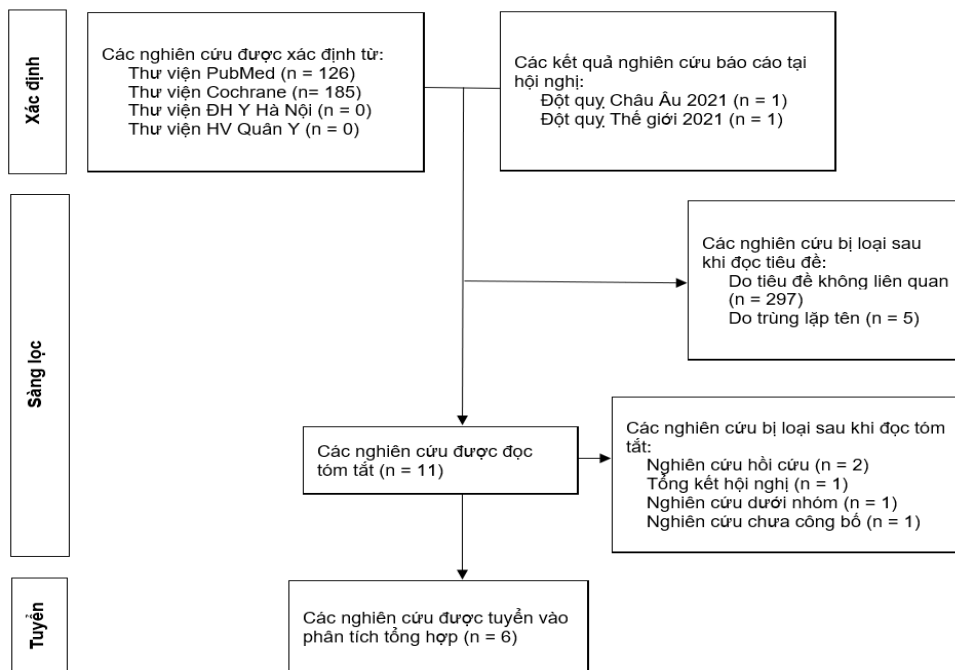 Xác định
Các nghiên cứu được xác định từ:
Thư viện PubMed (n = 126)
Thư viện Cochrane (n= 185)
Thư viện ĐH Y Hà Nội (n = 0)
Thư viện HV Quân Y (n = 0)
Các kết quả nghiên cứu báo cáo tại
hội nghị:
Đột quỵ Châu Âu 2021 (n = 1)
Đột quỵ Thế giới 2021 (n = 1)
Sàng lọc
Các nghiên cứu bị loại sau
khi đọc tiêu đề:
Do tiêu đề không liên quan
(n = 297)
Do trùng lặp tên (n = 5)
Các nghiên cứu được đọc
tóm tắt (n = 11)
Các nghiên cứu bị loại sau khi đọc tóm
tắt:
Nghiên cứu hồi cứu (n = 2)
Tổng kết hội nghị (n = 1)
Nghiên cứu dưới nhóm (n = 1)
Nghiên cứu chưa công bố (n = 1)
Tuyển
Các nghiên cứu được tuyển vào
phân tích tổng hợp (n = 6)